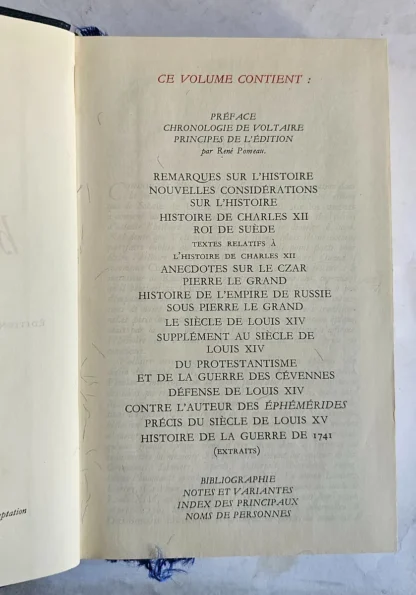 CE VOLUME CONTIENT :
PRÉFACE
CHRONOLOGIE DE VOLTAIRE
PRINCIPES DE L'ÉDITION
par René Pomeau.
REMARQUES SUR L'HISTOIRE
NOUVELLES CONSIDÉRATIONS
SUR L'HISTOIRE
HISTOIRE DE CHARLES XII
ROI DE SUÈDE
TEXTES RELATIFS À
L'HISTOIRE DE CHARLES XII
ANECDOTES SUR LE CZAR
PIERRE LE GRAND
HISTOIRE DE L'EMPIRE DE RUSSIE
SOUS PIERRE LE GRAND
LE SIÈCLE DE LOUIS XIV
SUPPLÉMENT AU SIÈCLE DE
LOUIS XIV
DU PROTESTANTISME
ET DE LA GUERRE DES CÉVENNES
DÉFENSE DE LOUIS XIV
CONTRE L'AUTEUR DES ÉPHÉMÉRIDES
PRÉCIS DU SIÈCLE DE LOUIS XV
HISTOIRE DE LA GUERRE DE 1741
(EXTRAITS)
BIBLIOGRAPHIE
NOTES ET VARIANTES
INDEX DES PRINCIPAUX
NOMS DE PERSONNES